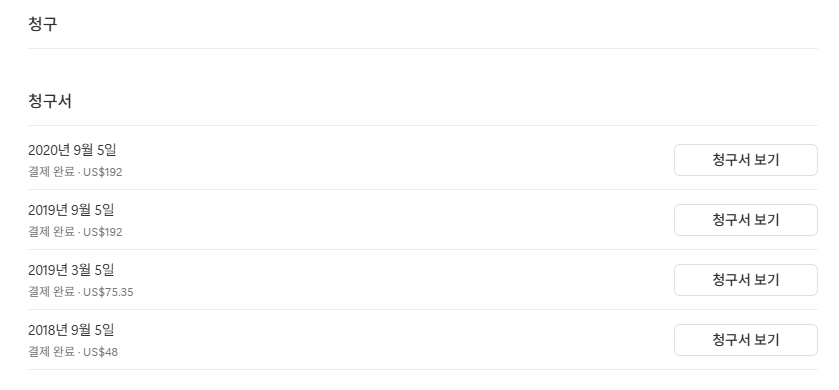 청구
청구서
2020년 9월 5일
결제 완료 · US$192
청구서 보기
2019년 9월 5일
결제 완료 · US$192
청구서 보기
2019년 3월 5일
결제 완료 · US$75.35
청구서 보기
2018년 9월 5일
결제 완료 · US$48
청구서 보기